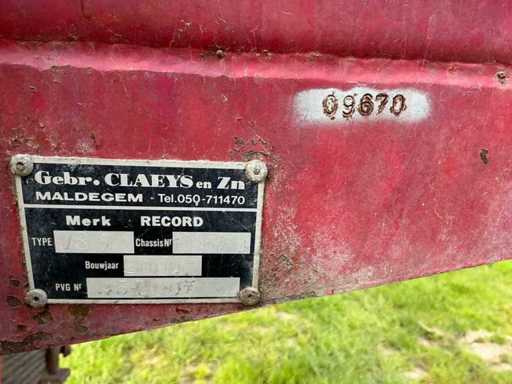 09670
Gebr. CLAEYS en Zn
MALDEGEM - Tel.050-711470
Merk RECORD
TYPE Chassis Nr
Bouwjaar
PVG Nr